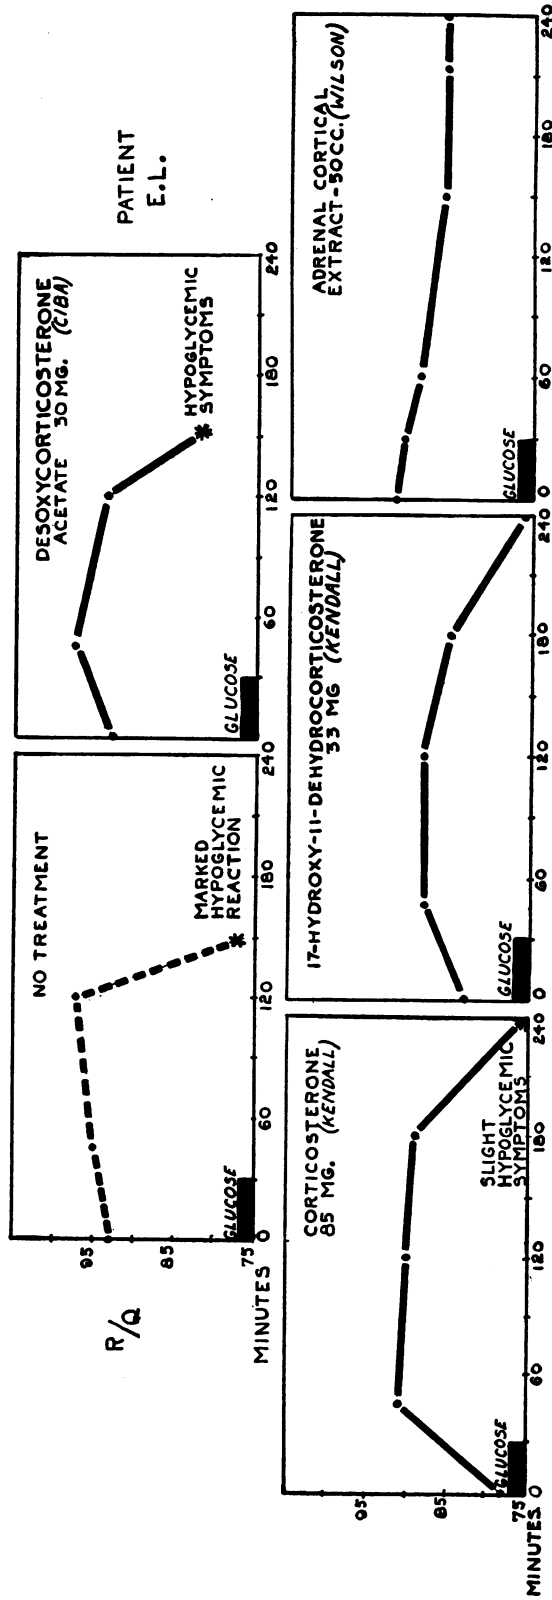 NO TREATMENT
MARKED
HYPOGLYCEMIC
REACTION
GLUCOSE
R/Q
95
85
75
MINUTES
0
60
120
180
240
DESOXYCORTICOSTERONE
ACETATE 30 MG. (CIBA)
HYPOGLYCEMIC
SYMPTOMS
GLUCOSE
60
120
180
240
PATIENT
E.L.
CORTICOSTERONE
85 MG. (KENDALL)
SLIGHT
HYPOGLYCEMIC
SYMPTOMS
GLUCOSE
95
85
75
MINUTES
0
60
120
180
240
17-HYDROXY-11-DEHYDROCORTICOSTERONE
33 MG (KENDALL)
GLUCOSE
0
60
120
180
240
ADRENAL CORTICAL
EXTRACT-50CC.(WILSON)
GLUCOSE
0
60
120
180
240